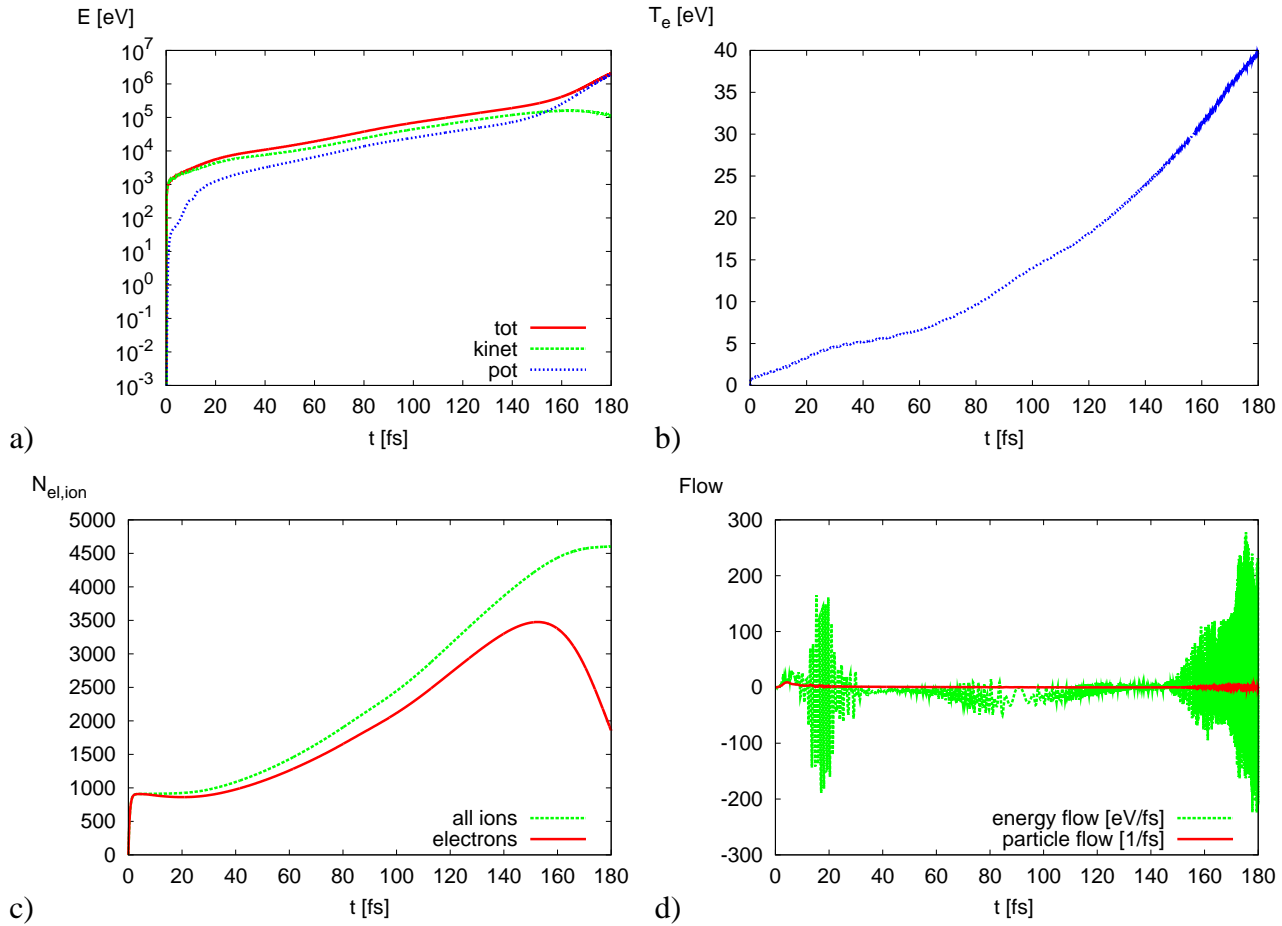 E [eV]
10^7
10^6
10^5
10^4
10^3
10^2
10^1
10^0
10^-1
10^-2
10^-3
tot
kinet
pot
0 20 40 60 80 100 120 140 160 180
t [fs]
a)
T_e [eV]
40
35
30
25
20
15
10
5
0
0 20 40 60 80 100 120 140 160 180
t [fs]
b)
N_el,ion
5000
4500
4000
3500
3000
2500
2000
1500
1000
500
0
all ions
electrons
0 20 40 60 80 100 120 140 160 180
t [fs]
c)
Flow
300
200
100
0
-100
-200
-300
energy flow [eV/fs]
particle flow [1/fs]
0 20 40 60 80 100 120 140 160 180
t [fs]
d)